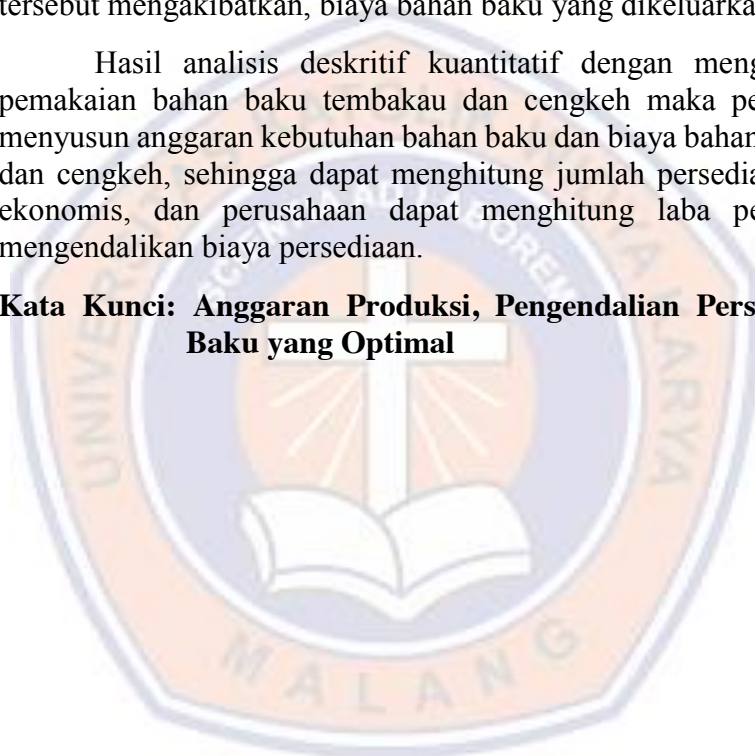 tersebut mengakibatkan, biaya bahan baku yang dikeluarka
Hasil analisis deskritif kuantitatif dengan meng
pemakaian bahan baku tembakau dan cengkeh maka pe
menyusun anggaran kebutuhan bahan baku dan biaya bahan
dan cengkeh, sehingga dapat menghitung jumlah persedia
ekonomis, dan perusahaan dapat menghitung laba pe
mengendalikan biaya persediaan.
Kata Kunci: Anggaran Produksi, Pengendalian Pers
Baku yang Optimal
MALANG